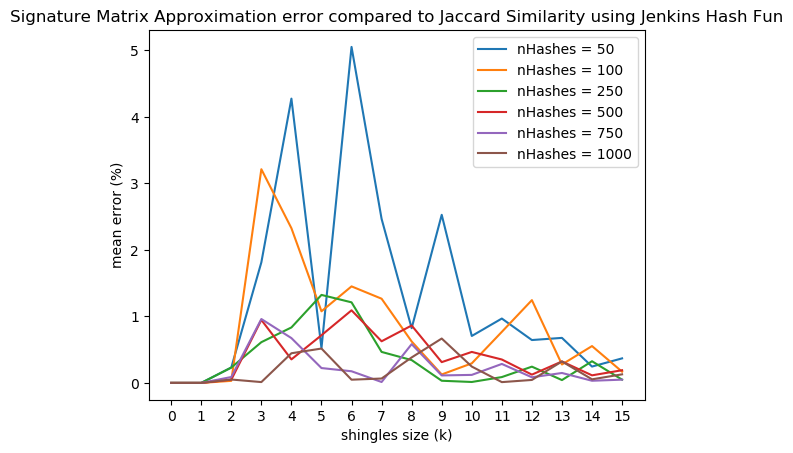 Signature Matrix Approximation error compared to Jaccard Similarity using Jenkins Hash Fun
nHashes = 50
nHashes = 100
nHashes = 250
nHashes = 500
nHashes = 750
nHashes = 1000
mean error (%)
5
4
3
2
1
0
0 1 2 3 4 5 6 7 8 9 10 11 12 13 14 15
shingles size (k)